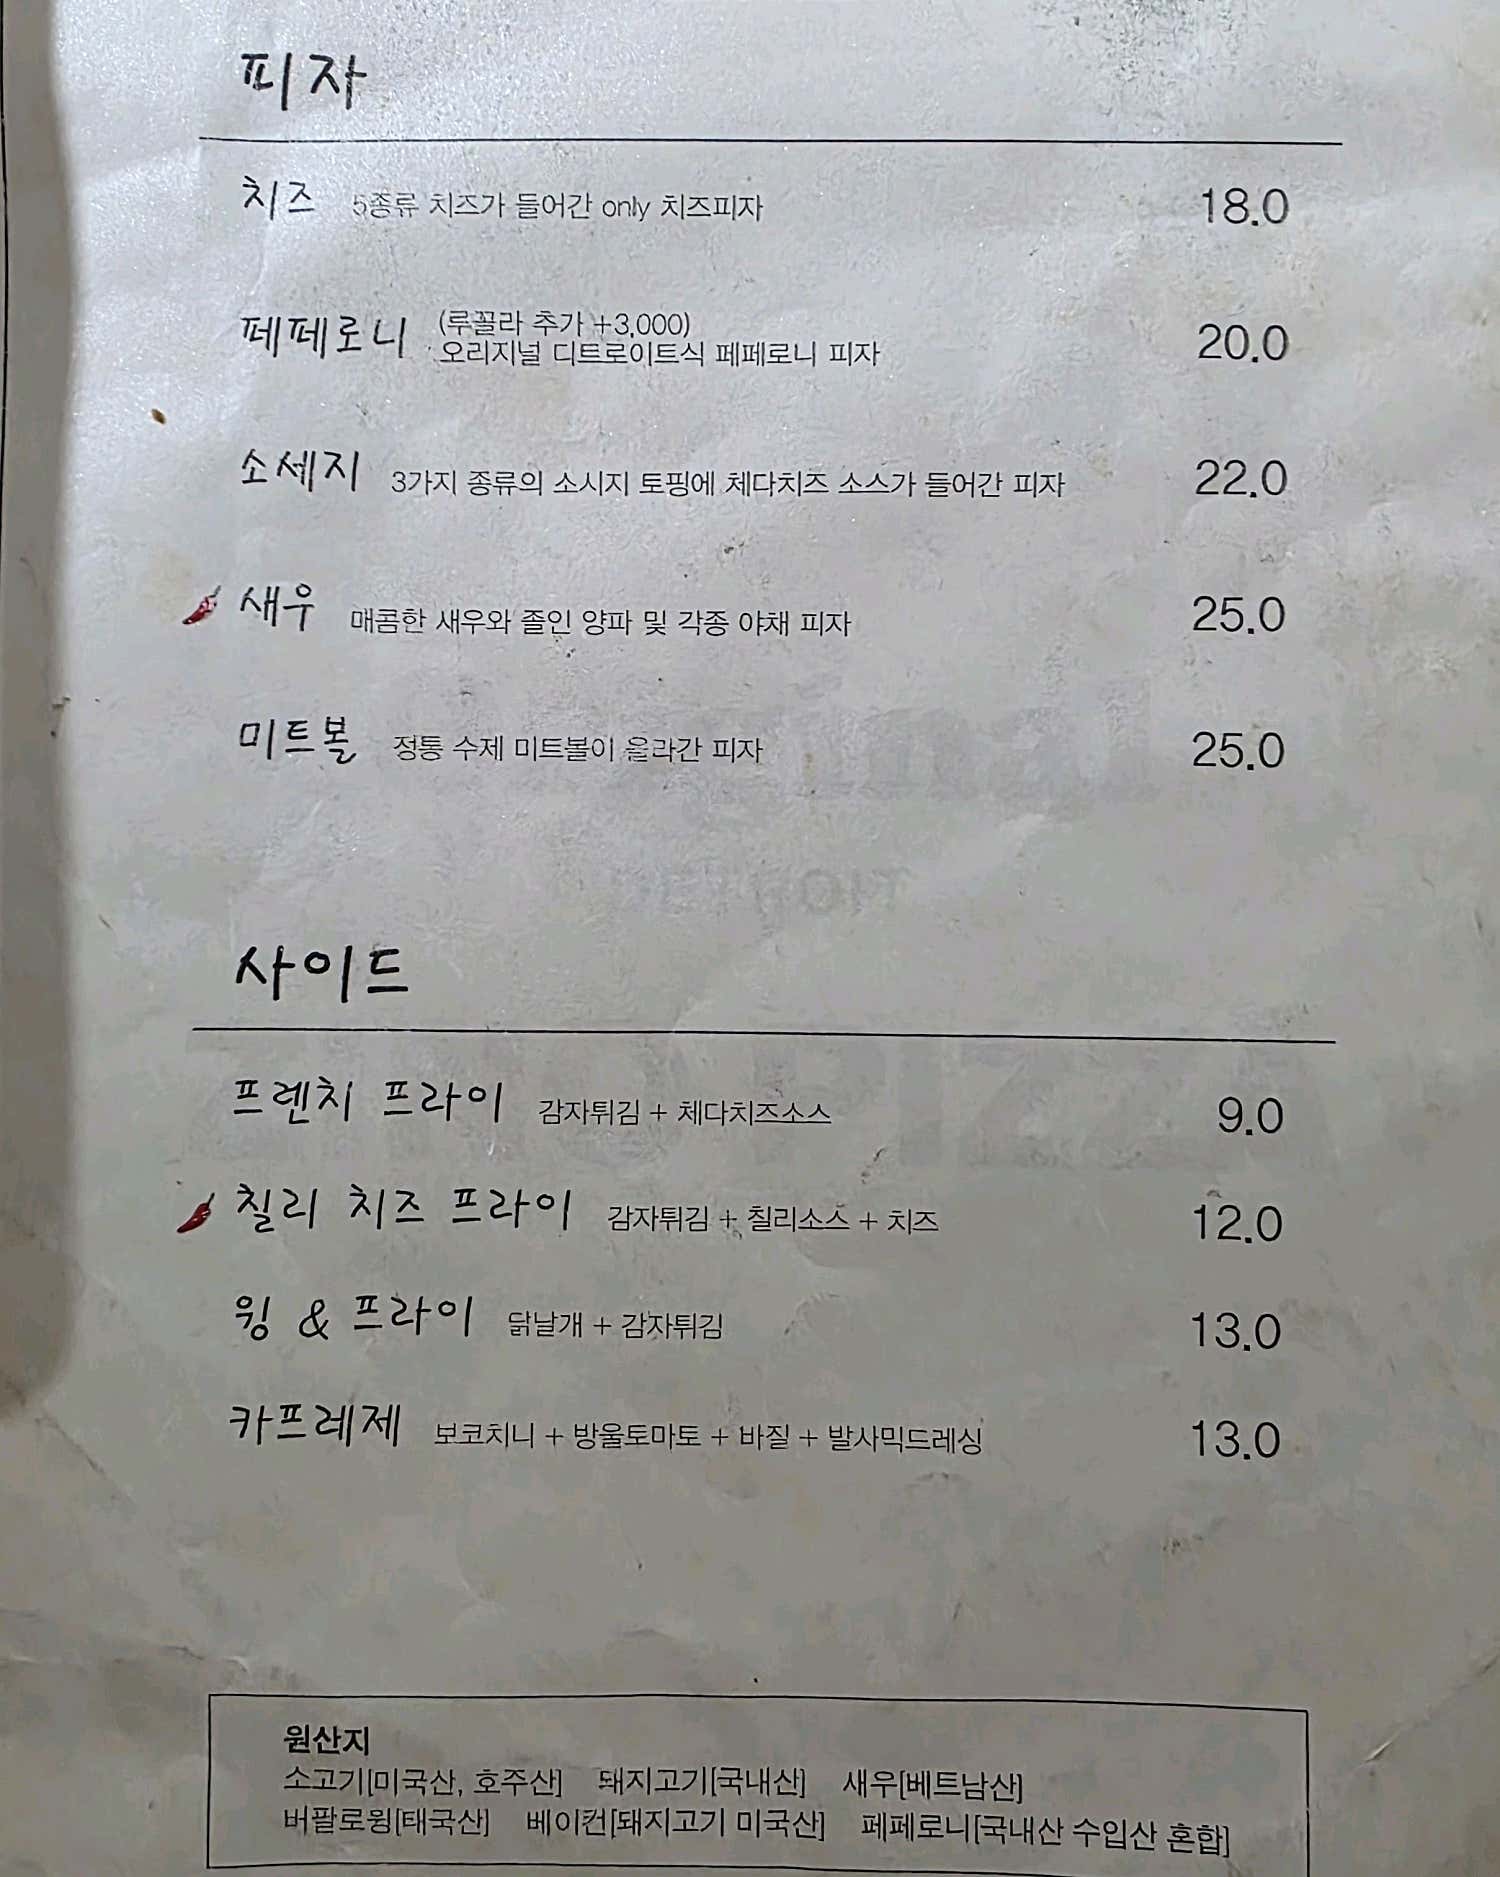 피자
치즈 5종류 치즈가 들어간 only 치즈피자 18.0
페페로니 (루꼴라 추가 +3,000) 20.0
오리지널 디트로이트식 페페로니 피자
소세지 3가지 종류의 소시지 토핑에 체다치즈 소스가 들어간 피자 22.0
새우 매콤한 새우와 졸인 양파 및 각종 야채 피자 25.0
미트볼 정통 수제 미트볼이 올라간 피자 25.0
사이드
프렌치 프라이 감자튀김 + 체다치즈소스 9.0
칠리 치즈 프라이 감자튀김 + 칠리소스 + 치즈 12.0
윙 & 프라이 닭날개 + 감자튀김 13.0
카프레제 보코치니 + 방울토마토 + 바질 + 발사믹드레싱 13.0
원산지
소고기[미국산, 호주산] 돼지고기[국내산] 새우[베트남산]
버팔로윙[태국산] 베이컨[돼지고기 미국산] 페페로니[국내산 수입산 혼합]